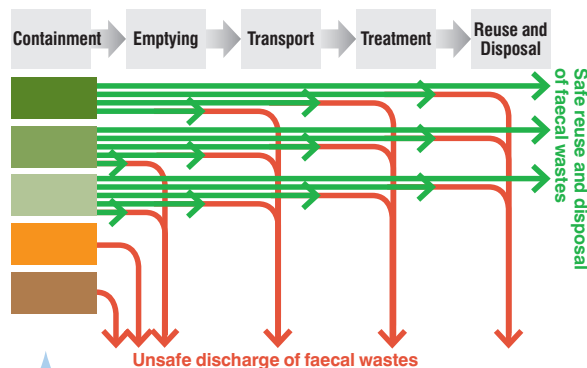 Containment
Emptying
Transport
Treatment
Reuse and
Disposal
Safe reuse and disposal
of faecal wastes
Unsafe discharge of faecal wastes